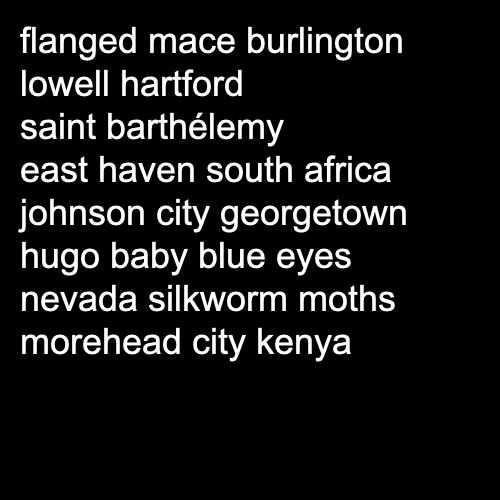 flanged mace burlington
lowell hartford
saint barthélemy
east haven south africa
johnson city georgetown
hugo baby blue eyes
nevada silkworm moths
morehead city kenya